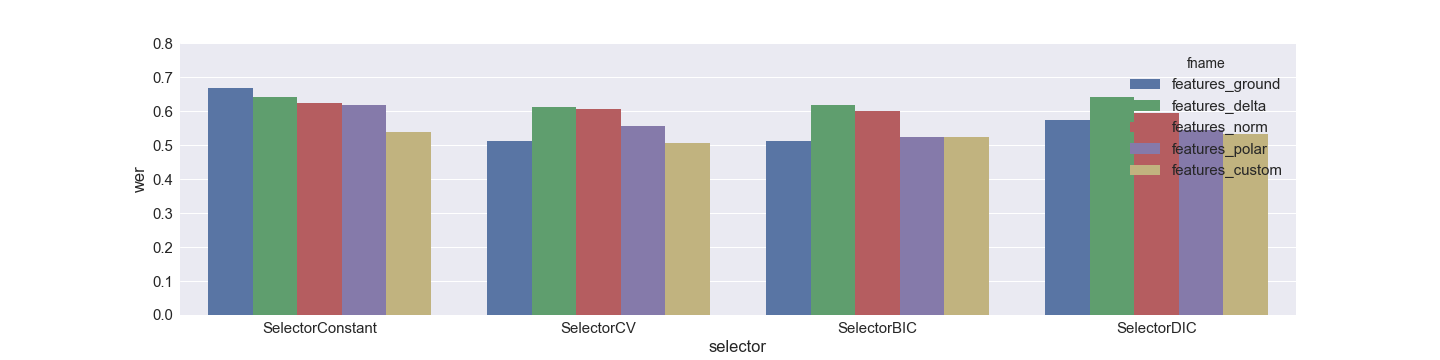 0.8
0.7
0.6
0.5
0.4
0.3
0.2
0.1
0.0
wer
SelectorConstant
SelectorCV
SelectorBIC
SelectorDIC
selector
fname
features_ground
features_delta
features_norm
features_polar
features_custom